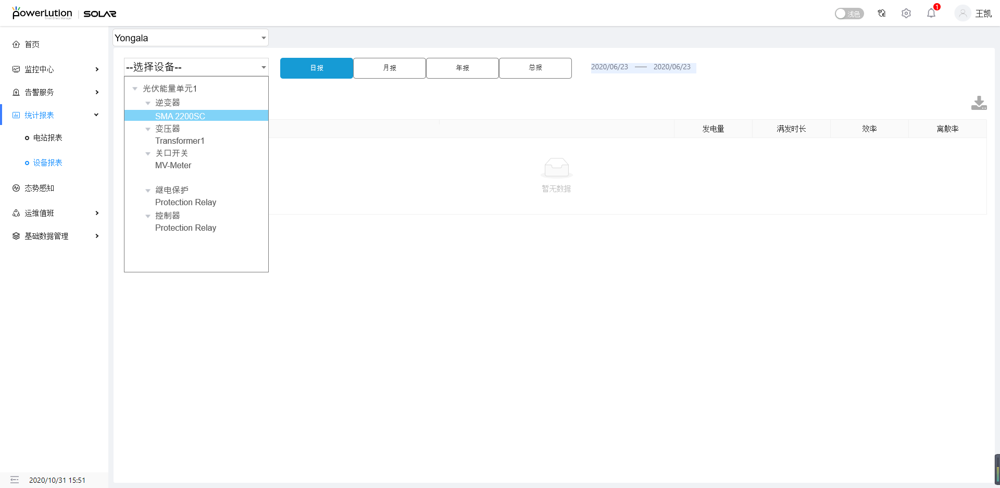 powerLution | SOLAR
浅色
1
王凯
首页
监控中心
告警服务
统计报表
电站报表
设备报表
态势感知
运维值班
基础数据管理
2020/10/31 15:51
Yongala
--选择设备--
光伏能量单元1
逆变器
SMA 2200SC
变压器
Transformer1
关口开关
MV-Meter
继电保护
Protection Relay
控制器
Protection Relay
日报
月报
年报
总报
2020/06/23 — 2020/06/23
发电量
满发时长
效率
离散率
暂无数据